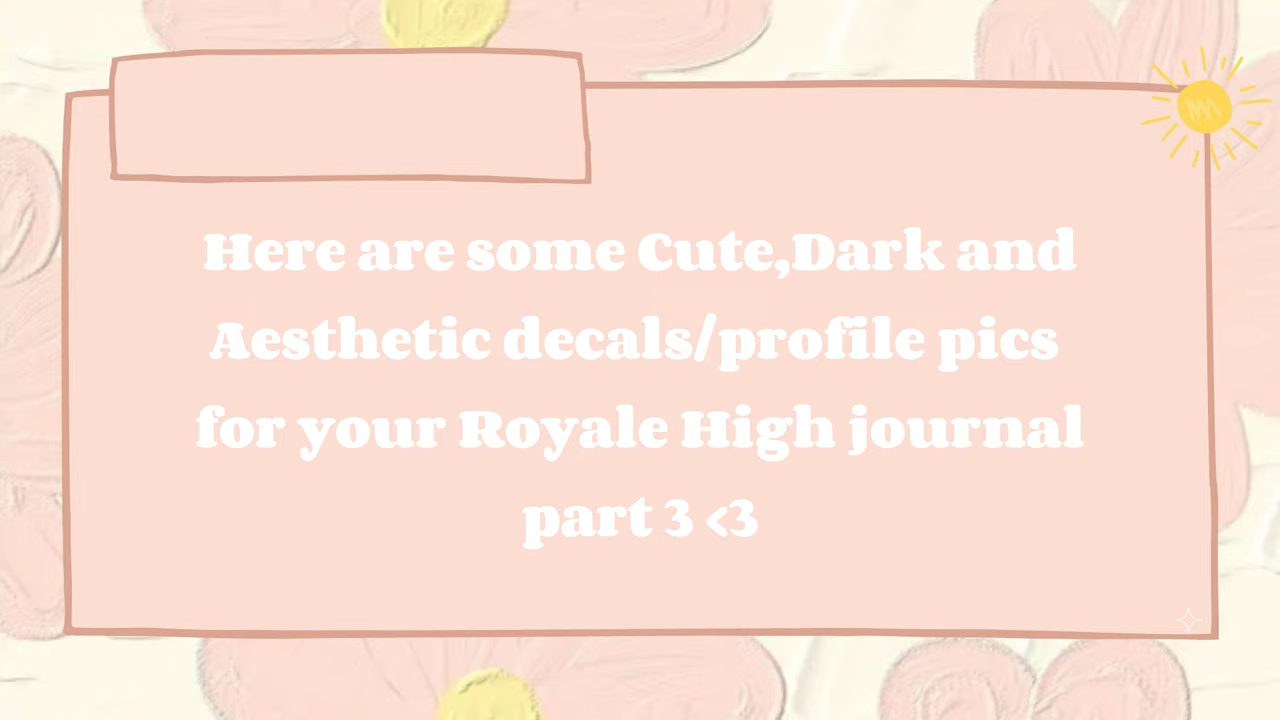 Here are some Cute,Dark and
Aesthetic decals/profile pics
for your Royale High journal
part 3 <3